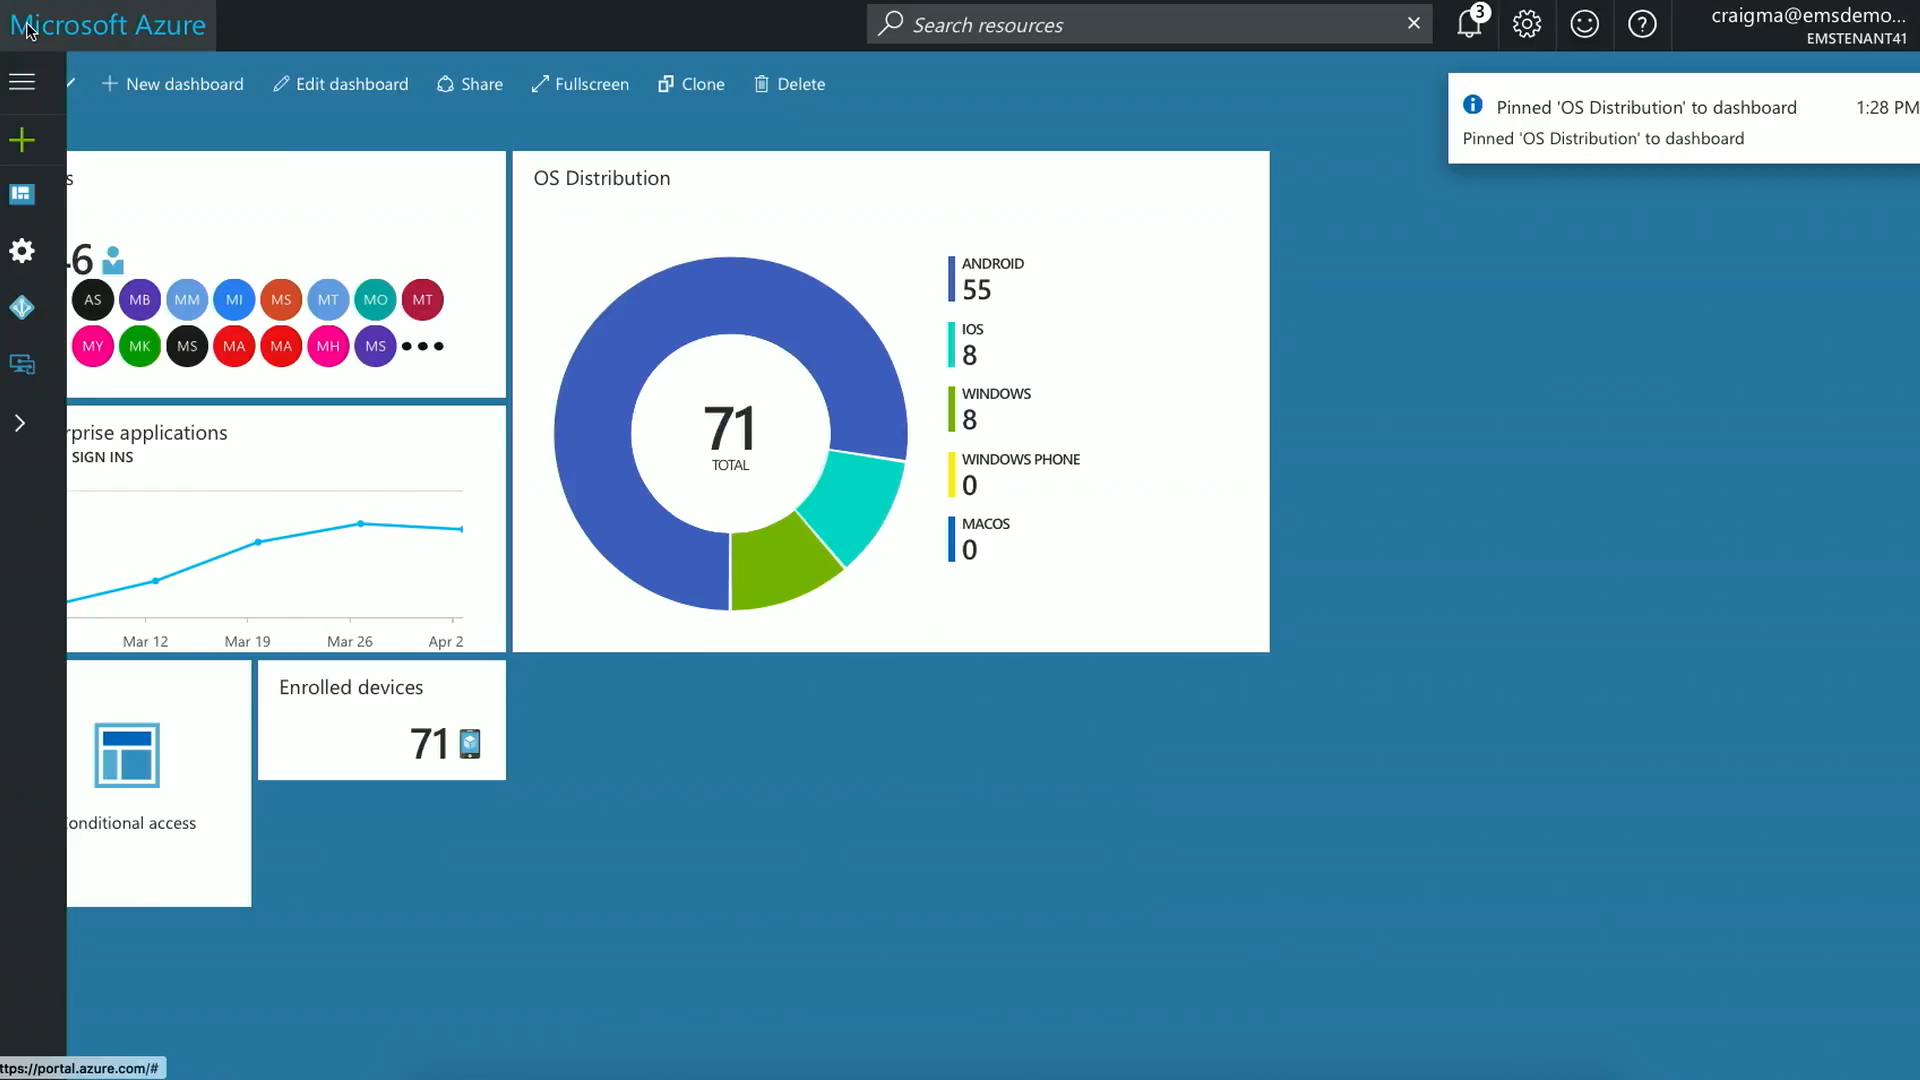 Microsoft Azure
Search resources
3
craigma@emsdemo...
EMSTENANT41
New dashboard
Edit dashboard
Share
Fullscreen
Clone
Delete
Pinned 'OS Distribution' to dashboard
1:28 PM
Pinned 'OS Distribution' to dashboard
s
6
AS
MB
MM
MI
MS
MT
MO
MT
MY
MK
MS
MA
MA
MH
MS
rprise applications
SIGN INS
Mar 12
Mar 19
Mar 26
Apr 2
OS Distribution
71
TOTAL
ANDROID
55
IOS
8
WINDOWS
8
WINDOWS PHONE
0
MACOS
0
onditional access
Enrolled devices
71
ttps://portal.azure.com/#